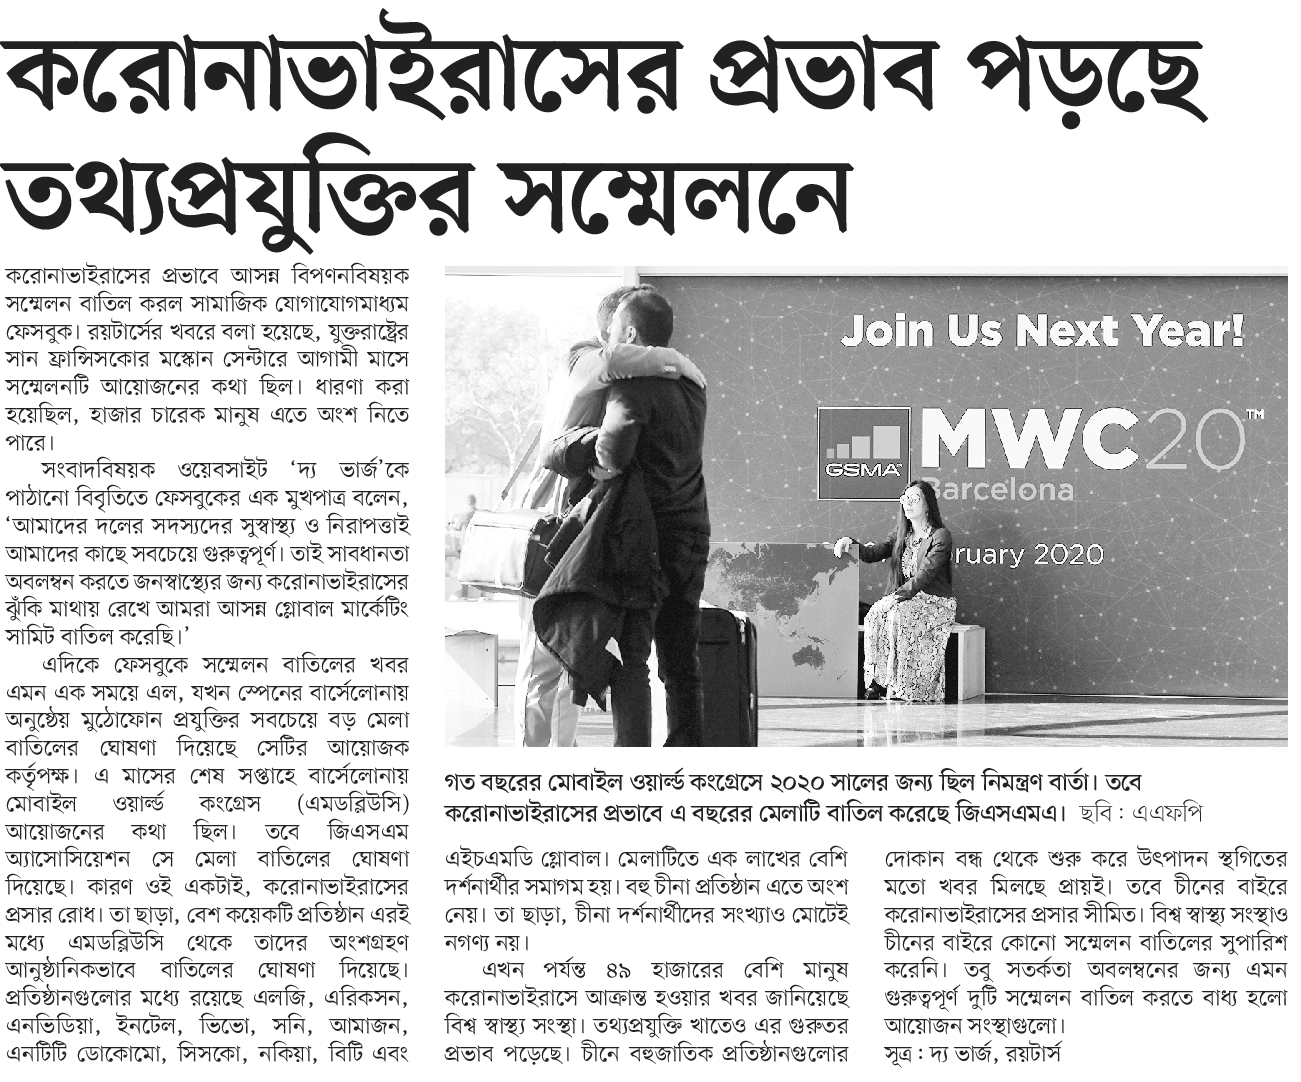 করোনাভাইরাসের প্রভাব পড়ছে
তথ্যপ্রযুক্তির সম্মেলনে
করোনাভাইরাসের প্রভাবে আসন্ন বিপণনবিষয়ক
সম্মেলন বাতিল করল সামাজিক যোগাযোগমাধ্যম
ফেসবুক। রয়টার্সের খবরে বলা হয়েছে, যুক্তরাষ্ট্রের
সান ফ্রান্সিসকোর মস্কোন সেন্টারে আগামী মাসে
সম্মেলনটি আয়োজনের কথা ছিল। ধারণা করা
হয়েছিল, হাজার চারেক মানুষ এতে অংশ নিতে
পারে।
সংবাদবিষয়ক ওয়েবসাইট ‘দ্য ভার্জ’কে
পাঠানো বিবৃতিতে ফেসবুকের এক মুখপাত্র বলেন,
‘আমাদের দলের সদস্যদের সুস্বাস্থ্য ও নিরাপত্তাই
আমাদের কাছে সবচেয়ে গুরুত্বপূর্ণ। তাই সাবধানতা
অবলম্বন করতে জনস্বাস্থ্যের জন্য করোনাভাইরাসের
ঝুঁকি মাথায় রেখে আমরা আসন্ন গ্লোবাল মার্কেটিং
সামিট বাতিল করেছি।’
এদিকে ফেসবুকে সম্মেলন বাতিলের খবর
এমন এক সময়ে এল, যখন স্পেনের বার্সেলোনায়
অনুষ্ঠেয় মুঠোফোন প্রযুক্তির সবচেয়ে বড় মেলা
বাতিলের ঘোষণা দিয়েছে সেটির আয়োজক
কর্তৃপক্ষ। এ মাসের শেষ সপ্তাহে বার্সেলোনায়
মোবাইল ওয়ার্ল্ড কংগ্রেস (এমডব্লিউসি)
আয়োজনের কথা ছিল। তবে জিএসএম
অ্যাসোসিয়েশন সে মেলা বাতিলের ঘোষণা
দিয়েছে। কারণ ওই একটাই, করোনাভাইরাসের
প্রসার রোধ। তা ছাড়া, বেশ কয়েকটি প্রতিষ্ঠান এরই
মধ্যে এমডব্লিউসি থেকে তাদের অংশগ্রহণ
আনুষ্ঠানিকভাবে বাতিলের ঘোষণা দিয়েছে।
প্রতিষ্ঠানগুলোর মধ্যে রয়েছে এলজি, এরিকসন,
এনভিডিয়া, ইনটেল, ভিভো, সনি, আমাজন,
এনটিটি ডোকোমো, সিসকো, নকিয়া, বিটি এবং
Join Us Next Year!
GSMA
MWC20™
Barcelona
ruary 2020
গত বছরের মোবাইল ওয়ার্ল্ড কংগ্রেসে ২০২০ সালের জন্য ছিল নিমন্ত্রণ বার্তা। তবে
করোনাভাইরাসের প্রভাবে এ বছরের মেলাটি বাতিল করেছে জিএসএমএ। ছবি : এএফপি
এইচএমডি গ্লোবাল। মেলাটিতে এক লাখের বেশি
দর্শনার্থীর সমাগম হয়। বহু চীনা প্রতিষ্ঠান এতে অংশ
নেয়। তা ছাড়া, চীনা দর্শনার্থীদের সংখ্যাও মোটেই
নগণ্য নয়।
এখন পর্যন্ত ৪৯ হাজারের বেশি মানুষ
করোনাভাইরাসে আক্রান্ত হওয়ার খবর জানিয়েছে
বিশ্ব স্বাস্থ্য সংস্থা। তথ্যপ্রযুক্তি খাতেও এর গুরুতর
প্রভাব পড়েছে। চীনে বহুজাতিক প্রতিষ্ঠানগুলোর
দোকান বন্ধ থেকে শুরু করে উৎপাদন স্থগিতের
মতো খবর মিলছে প্রায়ই। তবে চীনের বাইরে
করোনাভাইরাসের প্রসার সীমিত। বিশ্ব স্বাস্থ্য সংস্থাও
চীনের বাইরে কোনো সম্মেলন বাতিলের সুপারিশ
করেনি। তবু সতর্কতা অবলম্বনের জন্য এমন
গুরুত্বপূর্ণ দুটি সম্মেলন বাতিল করতে বাধ্য হলো
আয়োজন সংস্থাগুলো।
সূত্র : দ্য ভার্জ, রয়টার্স